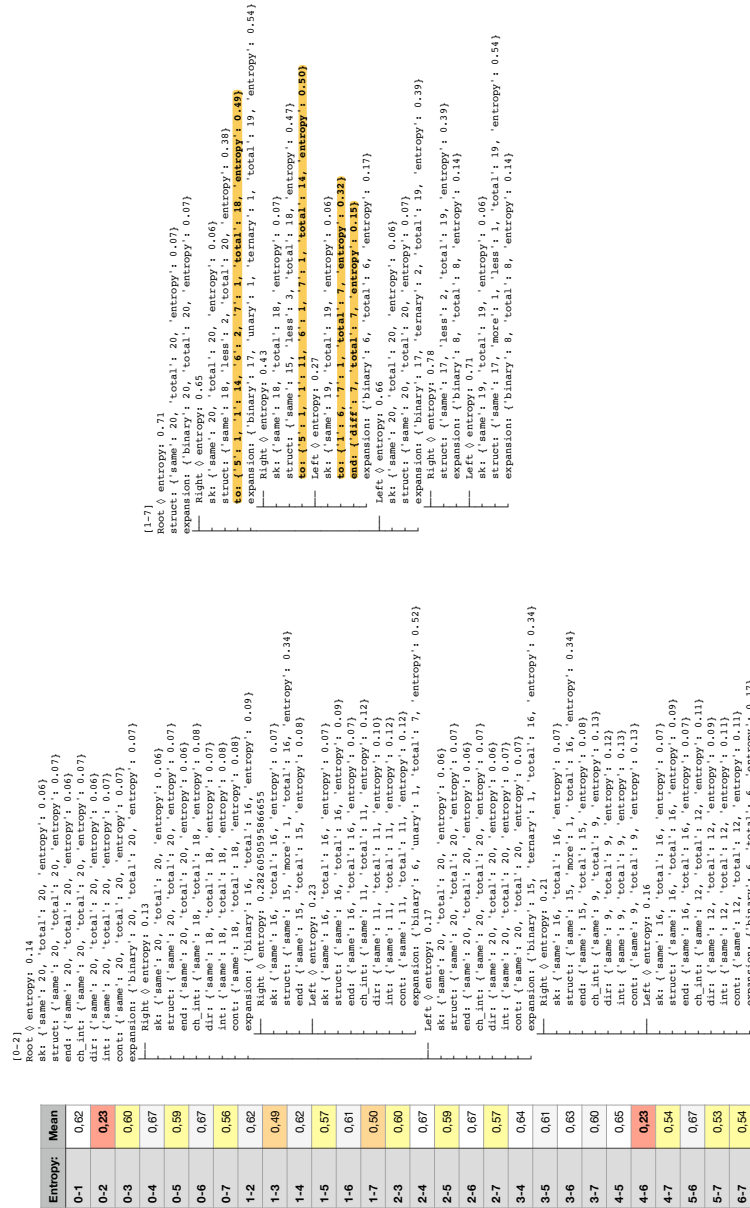 Entropy: Mean
0-1 0,62
0-2 0,23
0-3 0,60
0-4 0,67
0-5 0,59
0-6 0,67
0-7 0,56
1-2 0,62
1-3 0,49
1-4 0,62
1-5 0,57
1-6 0,61
1-7 0,50
2-3 0,60
2-4 0,67
2-5 0,59
2-6 0,67
2-7 0,57
3-4 0,64
3-5 0,61
3-6 0,63
3-7 0,60
4-5 0,65
4-6 0,23
4-7 0,54
5-6 0,67
5-7 0,53
6-7 0,54
[0-2]
Root ◊ entropy: 0.14
sk: {'same': 20, 'total': 20, 'entropy': 0.06}
struct: {'same': 20, 'total': 20, 'entropy': 0.07}
end: {'same': 20, 'total': 20, 'entropy': 0.06}
ch_int: {'same': 20, 'total': 20, 'entropy': 0.07}
dir: {'same': 20, 'total': 20, 'entropy': 0.06}
int: {'same': 20, 'total': 20, 'entropy': 0.07}
cont: {'same': 20, 'total': 20, 'entropy': 0.07}
expansion: {'binary': 20, 'total': 20, 'entropy': 0.07}
Right ◊ entropy: 0.13
sk: {'same': 20, 'total': 20, 'entropy': 0.06}
struct: {'same': 20, 'total': 20, 'entropy': 0.07}
end: {'same': 20, 'total': 20, 'entropy': 0.06}
ch_int: {'same': 18, 'total': 18, 'entropy': 0.08}
dir: {'same': 18, 'total': 18, 'entropy': 0.07}
int: {'same': 18, 'total': 18, 'entropy': 0.08}
cont: {'same': 18, 'total': 18, 'entropy': 0.08}
expansion: {'binary': 16, 'total': 16, 'entropy': 0.09}
Right ◊ entropy: 0.2826050595866655
sk: {'same': 16, 'total': 16, 'entropy': 0.07}
struct: {'same': 15, 'more': 1, 'total': 16, 'entropy': 0.34}
end: {'same': 15, 'total': 15, 'entropy': 0.08}
Left ◊ entropy: 0.23
sk: {'same': 16, 'total': 16, 'entropy': 0.07}
struct: {'same': 16, 'total': 16, 'entropy': 0.09}
end: {'same': 16, 'total': 16, 'entropy': 0.07}
ch_int: {'same': 11, 'total': 11, 'entropy': 0.12}
dir: {'same': 11, 'total': 11, 'entropy': 0.10}
int: {'same': 11, 'total': 11, 'entropy': 0.12}
cont: {'same': 11, 'total': 11, 'entropy': 0.12}
expansion: {'binary': 6, 'unary': 1, 'total': 7, 'entropy': 0.52}
Left ◊ entropy: 0.17
sk: {'same': 20, 'total': 20, 'entropy': 0.06}
struct: {'same': 20, 'total': 20, 'entropy': 0.07}
end: {'same': 20, 'total': 20, 'entropy': 0.06}
ch_int: {'same': 20, 'total': 20, 'entropy': 0.07}
dir: {'same': 20, 'total': 20, 'entropy': 0.06}
int: {'same': 20, 'total': 20, 'entropy': 0.07}
cont: {'same': 20, 'total': 20, 'entropy': 0.07}
expansion: {'binary': 15, 'ternary': 1, 'total': 16, 'entropy': 0.34}
Right ◊ entropy: 0.21
sk: {'same': 16, 'total': 16, 'entropy': 0.07}
struct: {'same': 15, 'more': 1, 'total': 16, 'entropy': 0.34}
end: {'same': 15, 'total': 15, 'entropy': 0.08}
ch_int: {'same': 9, 'total': 9, 'entropy': 0.13}
dir: {'same': 9, 'total': 9, 'entropy': 0.12}
int: {'same': 9, 'total': 9, 'entropy': 0.13}
cont: {'same': 9, 'total': 9, 'entropy': 0.13}
Left ◊ entropy: 0.16
sk: {'same': 16, 'total': 16, 'entropy': 0.07}
struct: {'same': 16, 'total': 16, 'entropy': 0.09}
end: {'same': 16, 'total': 16, 'entropy': 0.07}
ch_int: {'same': 12, 'total': 12, 'entropy': 0.11}
dir: {'same': 12, 'total': 12, 'entropy': 0.09}
int: {'same': 12, 'total': 12, 'entropy': 0.11}
cont: {'same': 12, 'total': 12, 'entropy': 0.11}
expansion: {'binary': 6, 'total': 6, 'entropy': 0.17}
[1-7]
Root ◊ entropy: 0.71
struct: {'same': 20, 'total': 20, 'entropy': 0.07}
expansion: {'binary': 20, 'total': 20, 'entropy': 0.07}
Right ◊ entropy: 0.65
sk: {'same': 20, 'total': 20, 'entropy': 0.06}
struct: {'same': 18, 'less': 2, 'total': 20, 'entropy': 0.38}
to: {'5': 1, '1': 14, '6': 2, '7': 1, 'total': 18, 'entropy': 0.49}
expansion: {'binary': 17, 'unary': 1, 'ternary': 1, 'total': 19, 'entropy': 0.54}
Right ◊ entropy: 0.43
sk: {'same': 18, 'total': 18, 'entropy': 0.07}
struct: {'same': 15, 'less': 3, 'total': 18, 'entropy': 0.47}
to: {'5': 1, '1': 11, '6': 1, '7': 1, 'total': 14, 'entropy': 0.50}
Left ◊ entropy: 0.27
sk: {'same': 19, 'total': 19, 'entropy': 0.06}
to: {'1': 6, '7': 1, 'total': 7, 'entropy': 0.32}
end: {'diff': 7, 'total': 7, 'entropy': 0.15}
expansion: {'binary': 6, 'total': 6, 'entropy': 0.17}
Left ◊ entropy: 0.66
sk: {'same': 20, 'total': 20, 'entropy': 0.06}
struct: {'same': 20, 'total': 20, 'entropy': 0.07}
expansion: {'binary': 17, 'ternary': 2, 'total': 19, 'entropy': 0.39}
Right ◊ entropy: 0.78
struct: {'same': 17, 'less': 2, 'total': 19, 'entropy': 0.39}
expansion: {'binary': 8, 'total': 8, 'entropy': 0.14}
Left ◊ entropy: 0.71
sk: {'same': 19, 'total': 19, 'entropy': 0.06}
struct: {'same': 17, 'more': 1, 'less': 1, 'total': 19, 'entropy': 0.54}
expansion: {'binary': 8, 'total': 8, 'entropy': 0.14}